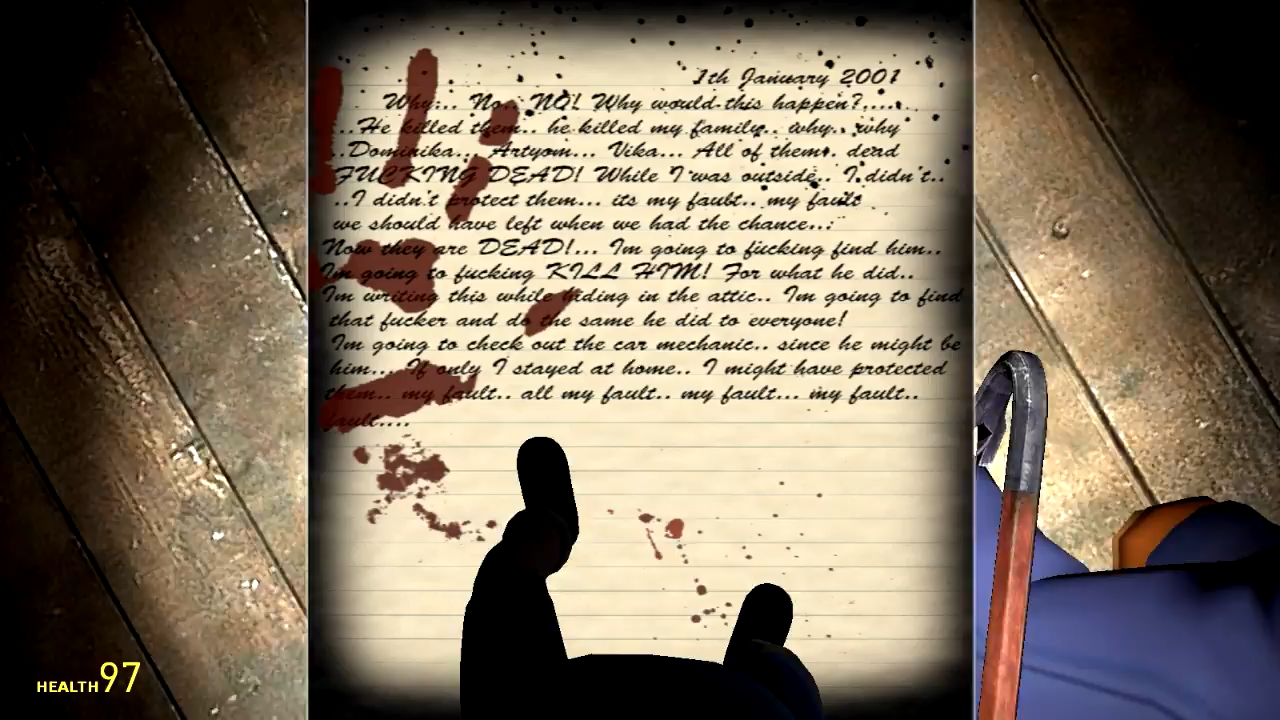 1th January 2001
Why... No.. NO! Why would this happen?.....
..He killed them.. he killed my family.. why.. why
..Dominika... Artyom... Vika... All of them.. dead
FUCKING DEAD! While I was outside.. I didn't..
..I didn't protect them... its my fault... my fault
we should have left when we had the chance...
Now they are DEAD!... Im going to fucking find him..
Im going to fucking KILL HIM! For what he did..
Im writing this while hiding in the attic.. Im going to find
that fucker and do the same he did to everyone!
Im going to check out the car mechanic.. since he might be
him.... If only I stayed at home.. I might have protected
them.. my fault.. all my fault.. my fault... my fault..
fault....
HEALTH 97